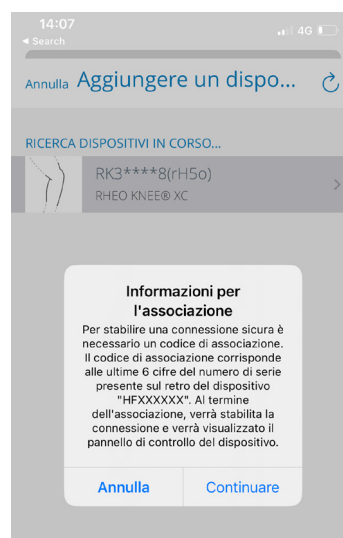 14:07
4G
◄ Search
Annulla Aggiungere un dispo...
RICERCA DISPOSITIVI IN CORSO...
RK3****8(rH5o)
RHEO KNEE® XC
Informazioni per
l'associazione
Per stabilire una connessione sicura è
necessario un codice di associazione.
Il codice di associazione corrisponde
alle ultime 6 cifre del numero di serie
presente sul retro del dispositivo
"HFXXXXXX". Al termine
dell'associazione, verrà stabilita la
connessione e verrà visualizzato il
pannello di controllo del dispositivo.
Annulla Continuare